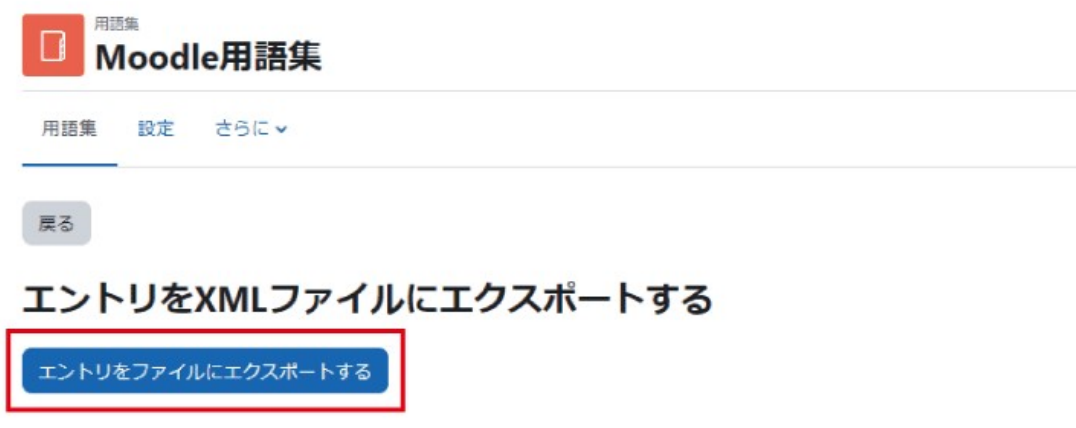 用語集
Moodle用語集
用語集 設定 さらに
戻る
エントリをXMLファイルにエクスポートする
エントリをファイルにエクスポートする